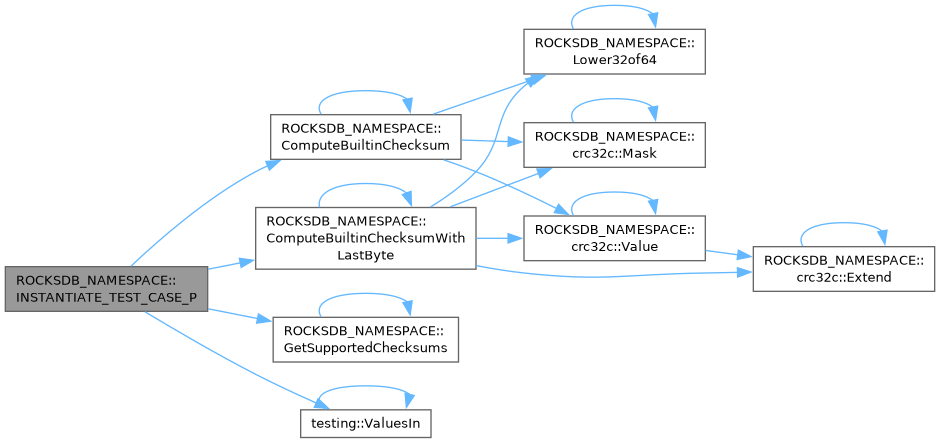 ROCKSDB_NAMESPACE::
Lower32of64
ROCKSDB_NAMESPACE::
ComputeBuiltinChecksum
ROCKSDB_NAMESPACE::
crc32c::Mask
ROCKSDB_NAMESPACE::
ComputeBuiltinChecksumWith
LastByte
ROCKSDB_NAMESPACE::
crc32c::Value
ROCKSDB_NAMESPACE::
crc32c::Extend
ROCKSDB_NAMESPACE::
INSTANTIATE_TEST_CASE_P
ROCKSDB_NAMESPACE::
GetSupportedChecksums
testing::ValuesIn